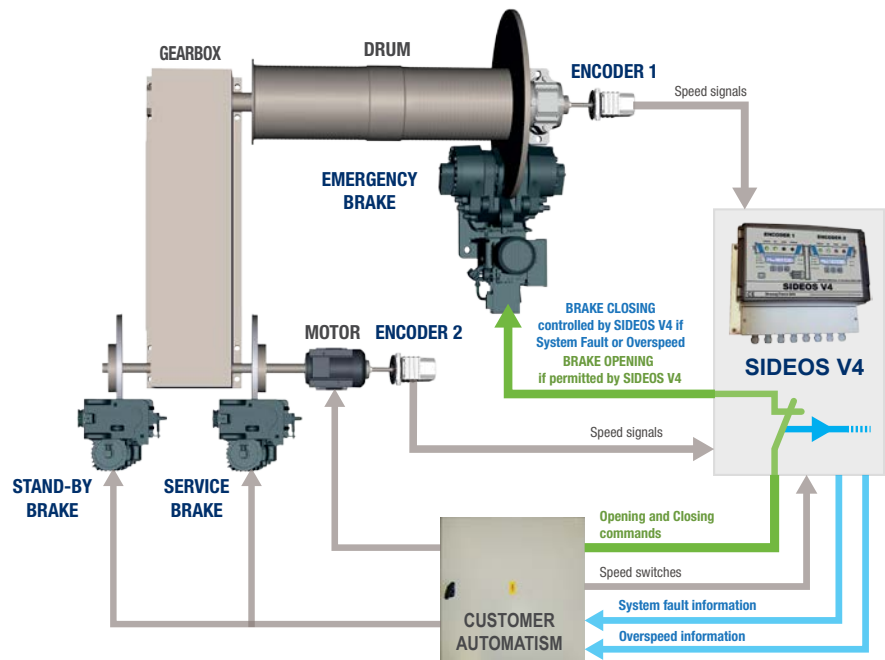 GEARBOX
DRUM
ENCODER 1
Speed signals
EMERGENCY
BRAKE
ENCODER 1
ENCODER 2
SIDEOS V4
SIDEOS V4
MOTOR
ENCODER 2
BRAKE CLOSING
controlled by SIDEOS V4 if
System Fault or Overspeed
BRAKE OPENING
if permitted by SIDEOS V4
Speed signals
STAND-BY
BRAKE
SERVICE
BRAKE
Opening and Closing
commands
Speed switches
System fault information
Overspeed information
CUSTOMER
AUTOMATISM